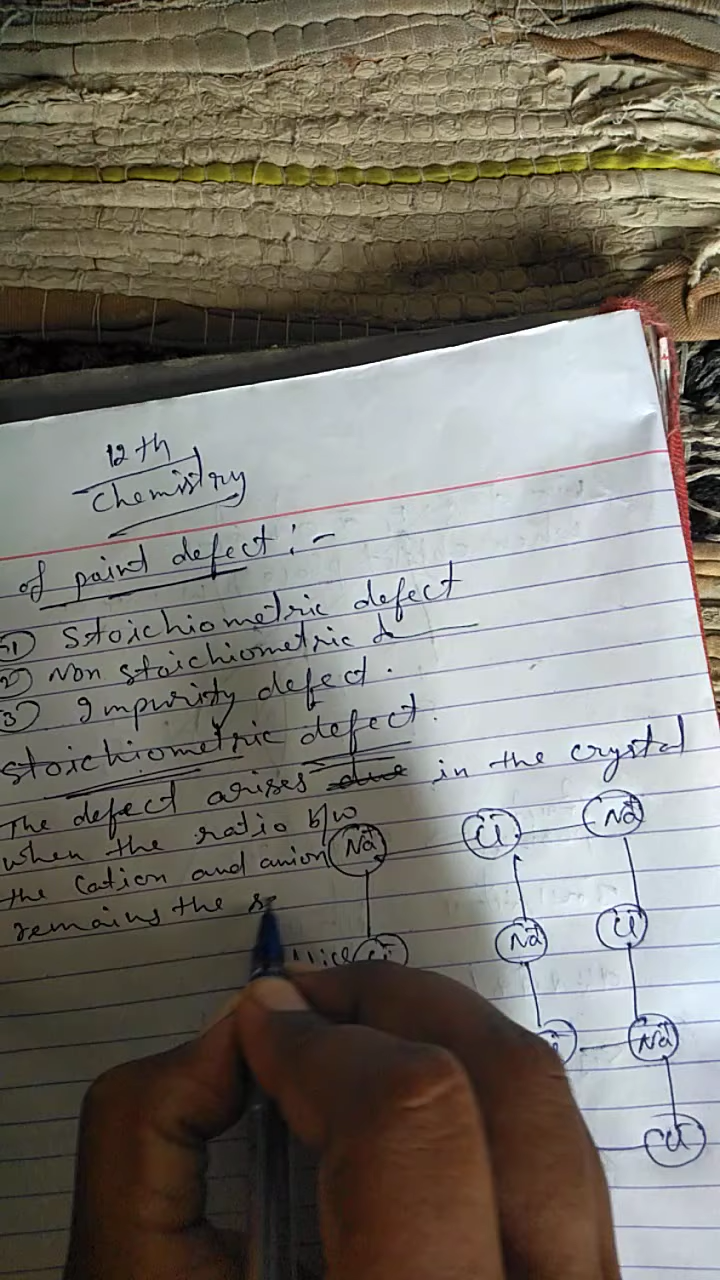 12th
Chemistry
of point defect :-
① Stoichiometric defect
② Non stoichiometric d
③ Impurity defect.
Stoichiometric defect.
The defect arises in the crystal
when the ratio b/w
the Cation and anion
remains the s
Na⁺ Cl⁻ Na⁺
Na⁺ Cl⁻
Na⁺
Cl⁻